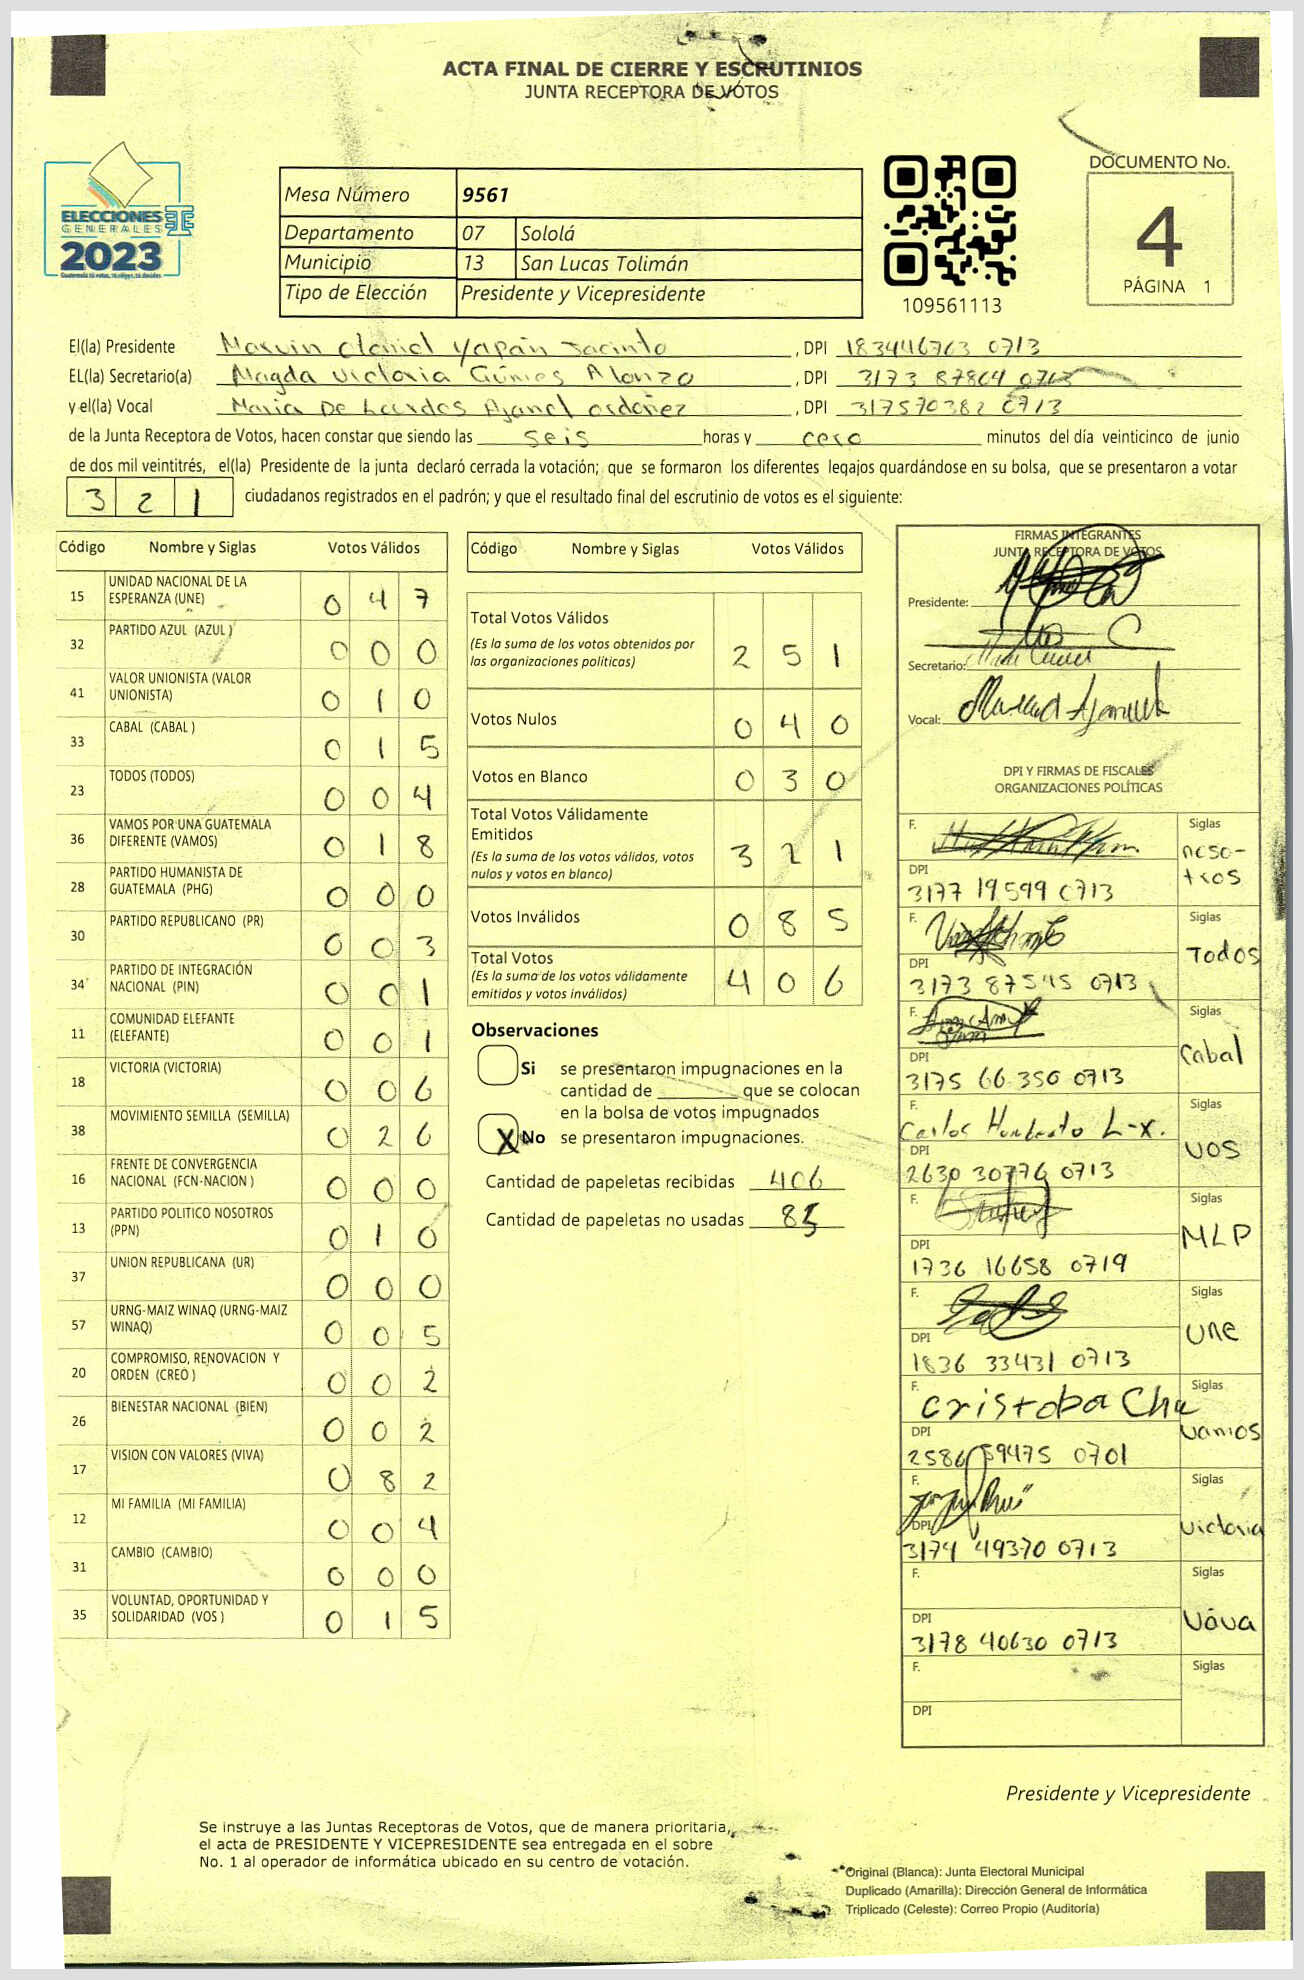 ACTA FINAL DE CIERRE Y ESCRUTINIOS
JUNTA RECEPTORA DE VOTOS
ELECCIONES
GENERALES
2023
Mesa Número 9561
Departamento 07 Sololá
Municipio 13 San Lucas Tolimán
Tipo de Elección Presidente y Vicepresidente
109561113
DOCUMENTO No.
4
PÁGINA 1
El(la) Presidente Marvin Yapán Jacinto, DPI 183446763 0713
EL(la) Secretario(a) Magda Victoria Alonzo, DPI 3173 87804 0713
y el(la) Vocal Maria De Lourdes Ajanel Ordoñez, DPI 317570382 0713
de la Junta Receptora de Votos, hacen constar que siendo las seis horas y cero minutos del día veinticinco de junio
de dos mil veintitrés, el(la) Presidente de la junta declaró cerrada la votación; que se formaron los diferentes legajos guardándose en su bolsa, que se presentaron a votar
321 ciudadanos registrados en el padrón; y que el resultado final del escrutinio de votos es el siguiente:
Código Nombre y Siglas Votos Válidos
15 UNIDAD NACIONAL DE LA
ESPERANZA (UNE) 0 4 7
32 PARTIDO AZUL (AZUL) 0 0 0
41 VALOR UNIONISTA (VALOR
UNIONISTA) 0 1 0
33 CABAL (CABAL) 0 1 5
23 TODOS (TODOS) 0 0 4
36 VAMOS POR UNA GUATEMALA
DIFERENTE (VAMOS) 0 1 8
28 PARTIDO HUMANISTA DE
GUATEMALA (PHG) 0 0 0
30 PARTIDO REPUBLICANO (PR) 0 0 3
34 PARTIDO DE INTEGRACIÓN
NACIONAL (PIN) 0 0 1
11 COMUNIDAD ELEFANTE
(ELEFANTE) 0 0 1
18 VICTORIA (VICTORIA) 0 0 6
38 MOVIMIENTO SEMILLA (SEMILLA) 0 2 6
16 FRENTE DE CONVERGENCIA
NACIONAL (FCN-NACION) 0 0 0
13 PARTIDO POLITICO NOSOTROS
(PPN) 0 1 0
37 UNION REPUBLICANA (UR) 0 0 0
57 URNG-MAIZ WINAQ (URNG-MAIZ
WINAQ) 0 0 5
20 COMPROMISO, RENOVACION Y
ORDEN (CREO) 0 0 2
26 BIENESTAR NACIONAL (BIEN) 0 0 2
17 VISION CON VALORES (VIVA) 0 8 2
12 MI FAMILIA (MI FAMILIA) 0 0 4
31 CAMBIO (CAMBIO) 0 0 0
35 VOLUNTAD, OPORTUNIDAD Y
SOLIDARIDAD (VOS) 0 1 5
Código Nombre y Siglas Votos Válidos
Total Votos Válidos
(Es la suma de los votos obtenidos por
las organizaciones políticas) 2 5 1
Votos Nulos 0 4 0
Votos en Blanco 0 3 0
Total Votos Válidamente
Emitidos
(Es la suma de los votos válidos, votos
nulos y votos en blanco) 3 2 1
Votos Inválidos 0 8 5
Total Votos
(Es la suma de los votos válidamente
emitidos y votos inválidos) 4 0 6
Observaciones
Si se presentaron impugnaciones en la
cantidad de ________ que se colocan
en la bolsa de votos impugnados
X No se presentaron impugnaciones.
Cantidad de papeletas recibidas 406
Cantidad de papeletas no usadas 85
FIRMAS INTEGRANTES
JUNTA RECEPTORA DE VOTOS
Presidente:
Secretario:
Vocal:
DPI Y FIRMAS DE FISCALES
ORGANIZACIONES POLÍTICAS
F. Siglas
noso-
tros
DPI
3177 19599 0713
F. Siglas
Todos
DPI
3173 87545 0713
F. Siglas
Cabal
DPI
3175 66 350 0713
F. Siglas
Carlos Humberto L-X.
VOS
DPI
2630 30776 0713
F. Siglas
MLP
DPI
1736 16658 0719
F. Siglas
Une
DPI
1836 33431 0713
F. Siglas
Cristoba Cha
Vamos
DPI
2586 59475 0701
F. Siglas
Victoria
DPI
3174 49370 0713
F. Siglas
Váva
DPI
3178 40630 0713
F. Siglas
DPI
Presidente y Vicepresidente
Se instruye a las Juntas Receptoras de Votos, que de manera prioritaria,
el acta de PRESIDENTE Y VICEPRESIDENTE sea entregada en el sobre
No. 1 al operador de informática ubicado en su centro de votación.
Original (Blanca): Junta Electoral Municipal
Duplicado (Amarilla): Dirección General de Informática
Triplicado (Celeste): Correo Propio (Auditoría)